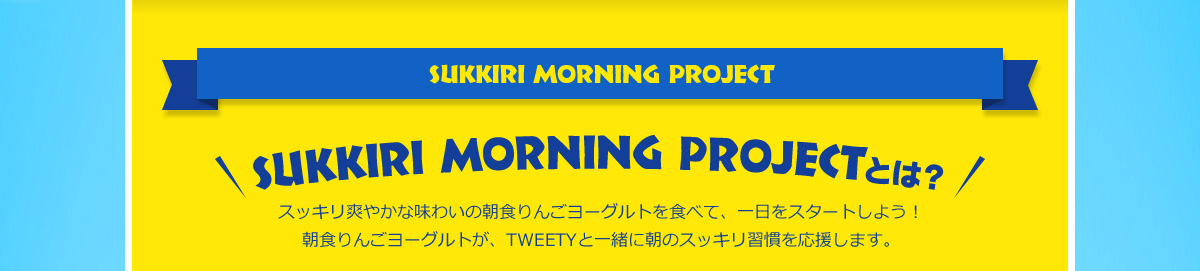 SUKKIRI MORNING PROJECT
SUKKIRI MORNING PROJECTとは?
スッキリ爽やかな味わいの朝食りんごヨーグルトを食べて、一日をスタートしよう！
朝食りんごヨーグルトが、TWEETYと一緒に朝のスッキリ習慣を応援します。